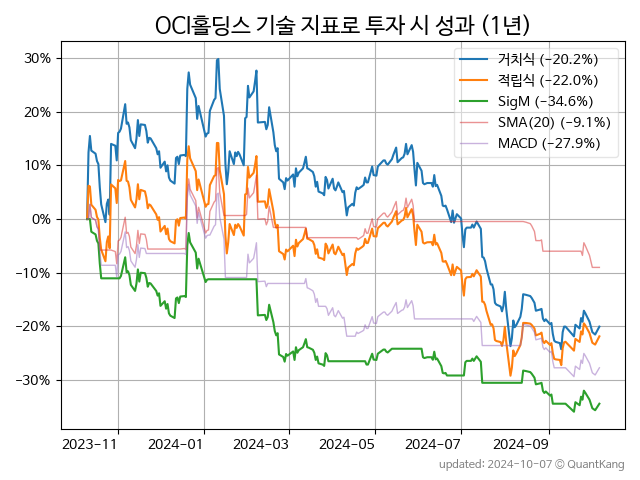 OCI홀딩스 기술 지표로 투자 시 성과 (1년)
거치식 (−20.2%)
적립식 (−22.0%)
SigM (−34.6%)
SMA(20) (−9.1%)
MACD (−27.9%)
30%
20%
10%
0%
−10%
−20%
−30%
2023-11 2024-01 2024-03 2024-05 2024-07 2024-09
updated: 2024-10-07 © QuantKang